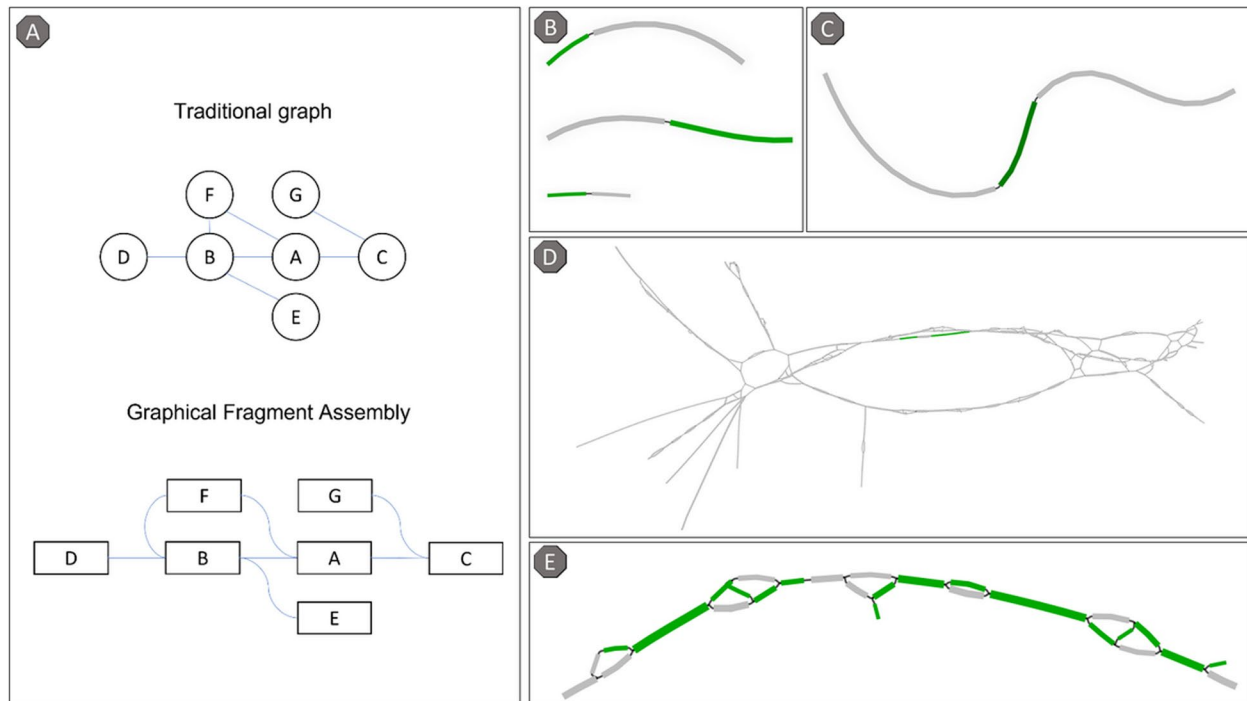 A
Traditional graph
F G
D B A C
E
Graphical Fragment Assembly
F G
D B A C
E
B
C
D
E